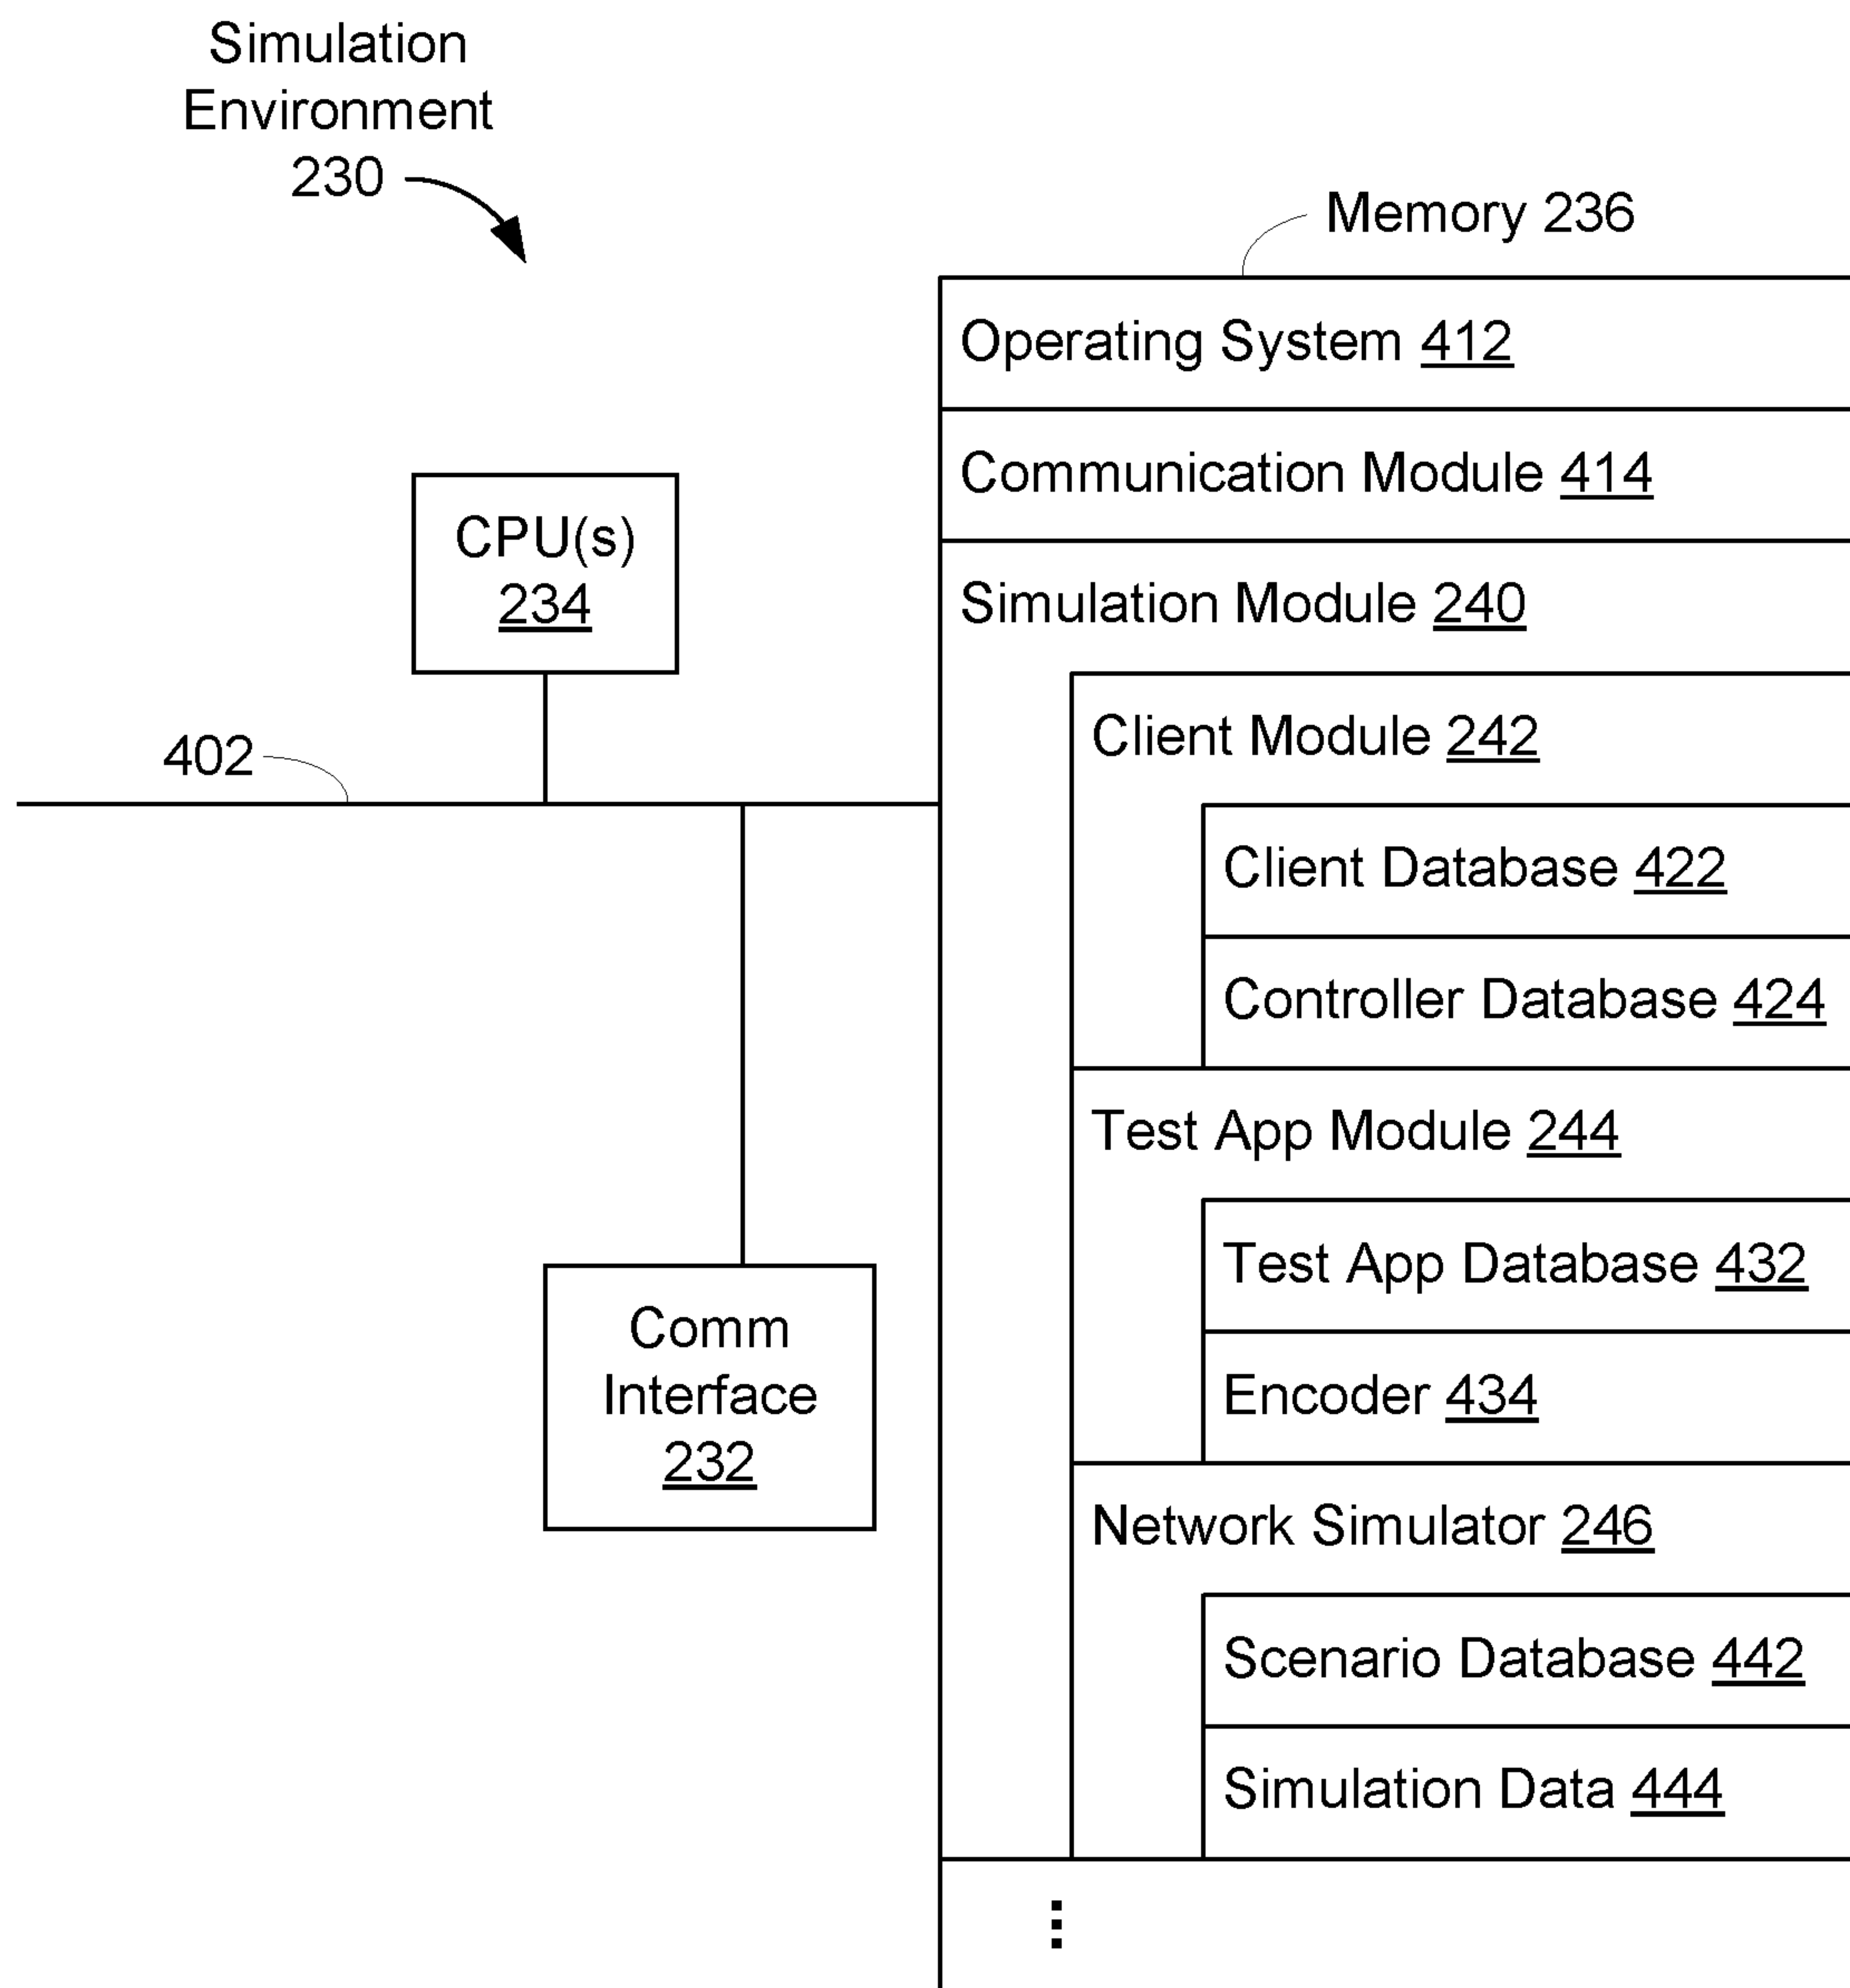 Simulation
Environment
230
Memory 236
Operating System 412
Communication Module 414
CPU(s)
234
Simulation Module 240
Client Module 242
402
Client Database 422
Controller Database 424
Test App Module 244
Test App Database 432
Comm
Interface
232
Encoder 434
Network Simulator 246
Scenario Database 442
Simulation Data 444